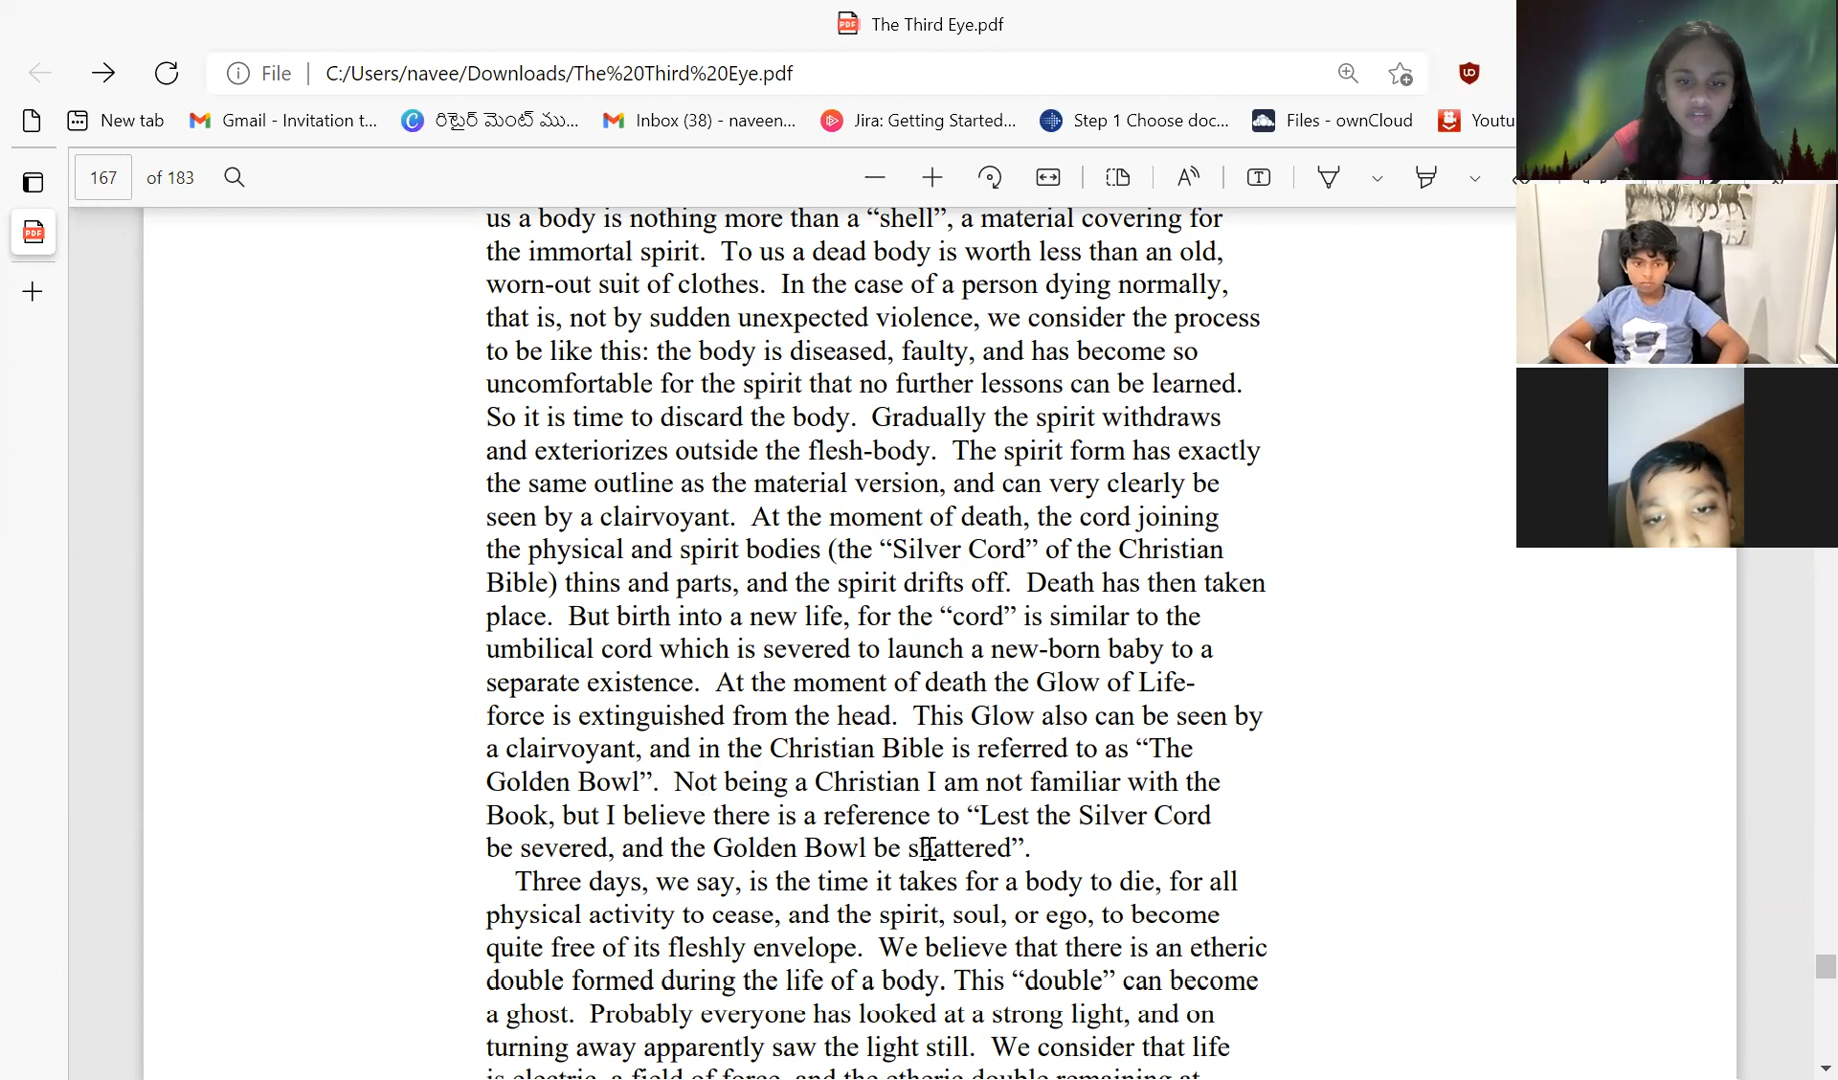 The Third Eye.pdf
File C:/Users/navee/Downloads/The%20Third%20Eye.pdf
New tab Gmail - Invitation t... రిటైర్ మెంట్ ము... Inbox (38) - naveen... Jira: Getting Started... Step 1 Choose doc... Files - ownCloud Youtu
167 of 183
us a body is nothing more than a “shell”, a material covering for
the immortal spirit. To us a dead body is worth less than an old,
worn-out suit of clothes. In the case of a person dying normally,
that is, not by sudden unexpected violence, we consider the process
to be like this: the body is diseased, faulty, and has become so
uncomfortable for the spirit that no further lessons can be learned.
So it is time to discard the body. Gradually the spirit withdraws
and exteriorizes outside the flesh-body. The spirit form has exactly
the same outline as the material version, and can very clearly be
seen by a clairvoyant. At the moment of death, the cord joining
the physical and spirit bodies (the “Silver Cord” of the Christian
Bible) thins and parts, and the spirit drifts off. Death has then taken
place. But birth into a new life, for the “cord” is similar to the
umbilical cord which is severed to launch a new-born baby to a
separate existence. At the moment of death the Glow of Life-
force is extinguished from the head. This Glow also can be seen by
a clairvoyant, and in the Christian Bible is referred to as “The
Golden Bowl”. Not being a Christian I am not familiar with the
Book, but I believe there is a reference to “Lest the Silver Cord
be severed, and the Golden Bowl be shattered”.
Three days, we say, is the time it takes for a body to die, for all
physical activity to cease, and the spirit, soul, or ego, to become
quite free of its fleshly envelope. We believe that there is an etheric
double formed during the life of a body. This “double” can become
a ghost. Probably everyone has looked at a strong light, and on
turning away apparently saw the light still. We consider that life
is electric, a field of force, and the etheric double remaining at